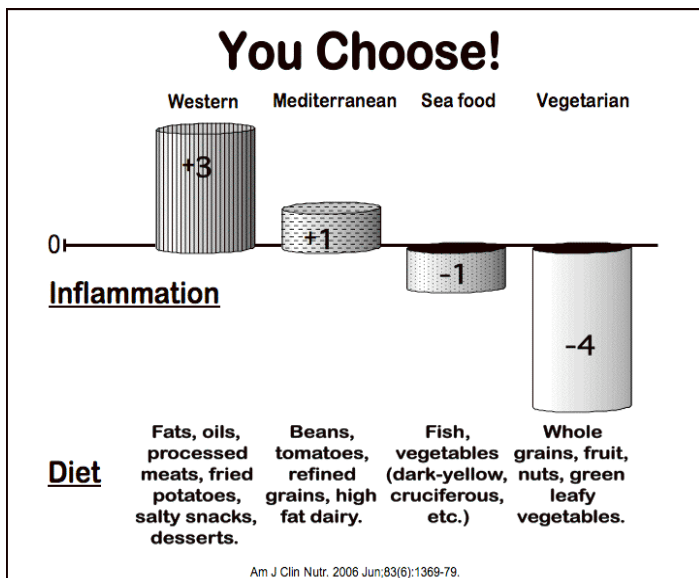 You Choose!
Western Mediterranean Sea food Vegetarian
+3
+1
0
-1
Inflammation
-4
Diet
Fats, oils,
processed
meats, fried
potatoes,
salty snacks,
desserts.
Beans,
tomatoes,
refined
grains, high
fat dairy.
Fish,
vegetables
(dark-yellow,
cruciferous,
etc.)
Whole
grains, fruit,
nuts, green
leafy
vegetables.
Am J Clin Nutr. 2006 Jun;83(6):1369-79.